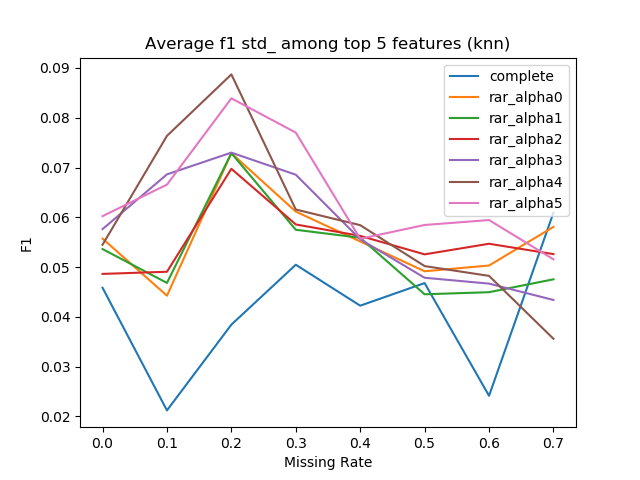 Average f1 std_ among top 5 features (knn)
0.09
0.08
0.07
0.06
0.05
0.04
0.03
0.02
F1
complete
rar_alpha0
rar_alpha1
rar_alpha2
rar_alpha3
rar_alpha4
rar_alpha5
0.0 0.1 0.2 0.3 0.4 0.5 0.6 0.7
Missing Rate